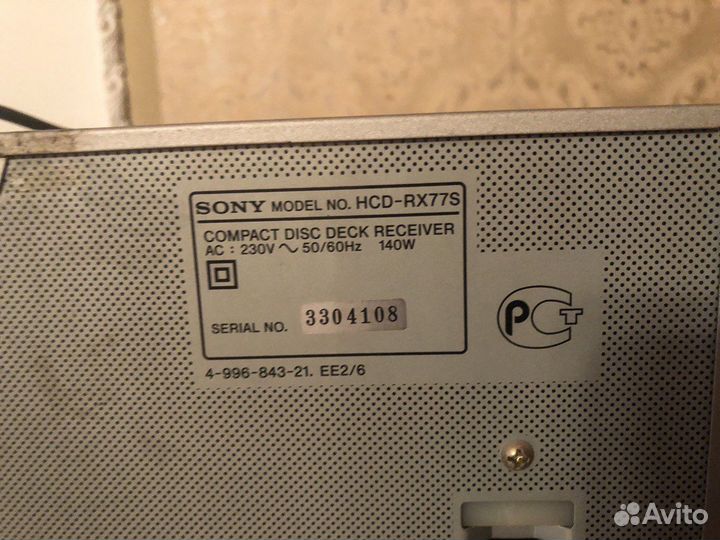 SONY MODEL NO. HCD-RX77S
COMPACT DISC DECK RECEIVER
AC : 230V ∼ 50/60Hz 140W
SERIAL NO. 3304108
4-996-843-21. EE2/6
PCT
Avito